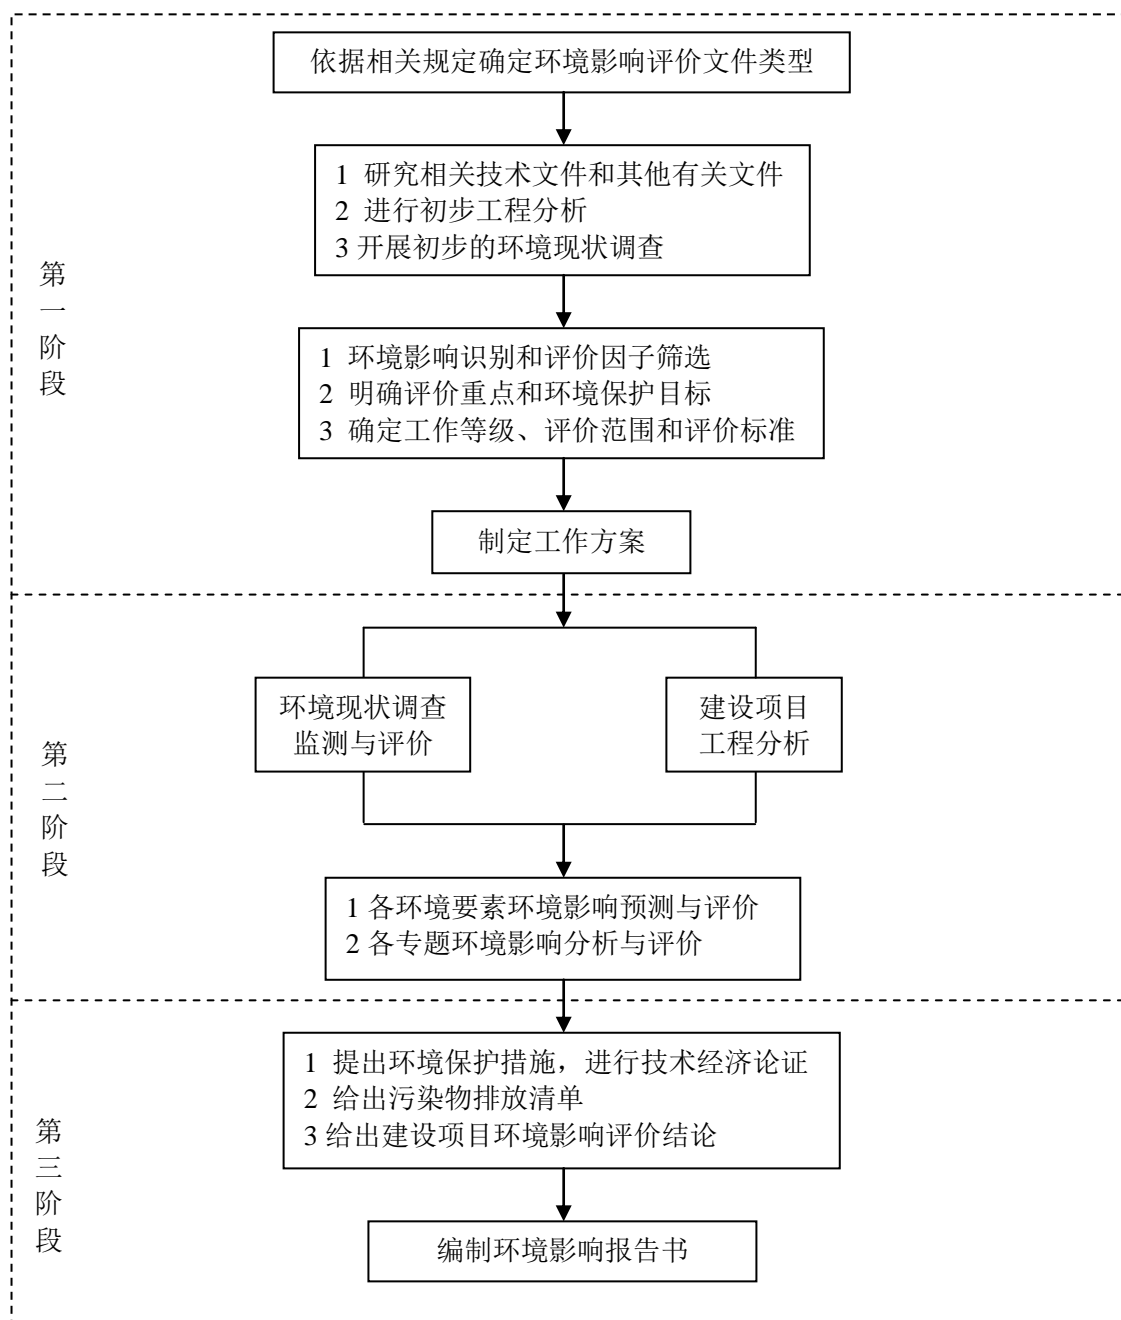 依据相关规定确定环境影响评价文件类型
1 研究相关技术文件和其他有关文件
2 进行初步工程分析
3 开展初步的环境现状调查
第一阶段
1 环境影响识别和评价因子筛选
2 明确评价重点和环境保护目标
3 确定工作等级、评价范围和评价标准
制定工作方案
环境现状调查
监测与评价
建设项目
工程分析
第二阶段
1 各环境要素环境影响预测与评价
2 各专题环境影响分析与评价
1 提出环境保护措施，进行技术经济论证
2 给出污染物排放清单
3 给出建设项目环境影响评价结论
第三阶段
编制环境影响报告书